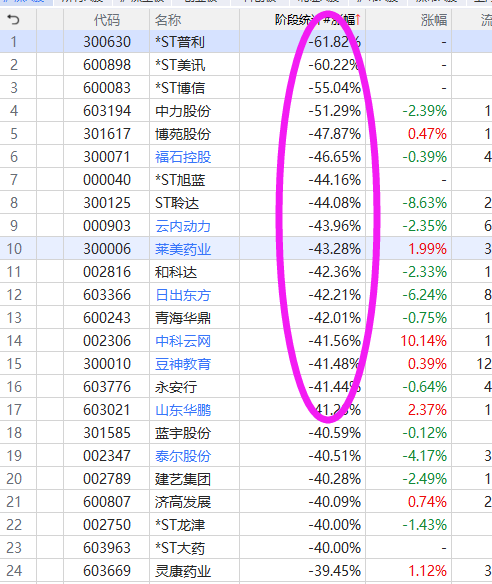 代码 名称 阶段统计#涨幅↑ 涨幅 流
1 300630 *ST普利 -61.82% -
2 600898 *ST美讯 -60.22% -
3 600083 *ST博信 -55.04% -
4 603194 中力股份 -51.29% -2.39% 1
5 301617 博苑股份 -47.87% 0.47% 1
6 300071 福石控股 -46.65% -0.39% 4
7 000040 *ST旭蓝 -44.16% -
8 300125 ST聆达 -44.08% -8.63% 2
9 000903 云内动力 -43.96% -2.35% 6
10 300006 莱美药业 -43.28% 1.99% 3
11 002816 和科达 -42.36% -2.33% 1
12 603366 日出东方 -42.21% -6.24% 8
13 600243 青海华鼎 -42.01% -0.75% 1
14 002306 中科云网 -41.56% 10.14% 1
15 300010 豆神教育 -41.48% 0.39% 12
16 603776 永安行 -41.44% -0.64% 4
17 603021 山东华鹏 2.37% 1
18 301585 蓝宇股份 -40.59% -0.12%
19 002347 泰尔股份 -40.51% -4.17% 3
20 002789 建艺集团 -40.28% -2.49% 1
21 600807 济高发展 -40.09% 0.74% 2
22 002750 *ST龙津 -40.00% -1.43%
23 603963 *ST大药 -40.00% -
24 603669 灵康药业 -39.45% 1.12% 3